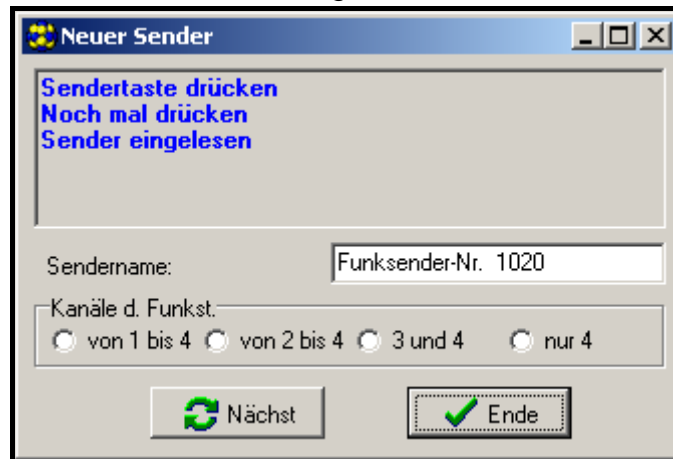 Neuer Sender
Sendertaste drücken
Noch mal drücken
Sender eingelesen
Sendername: Funksender-Nr. 1020
Kanäle d. Funkst.
von 1 bis 4 von 2 bis 4 3 und 4 nur 4
Nächst Ende